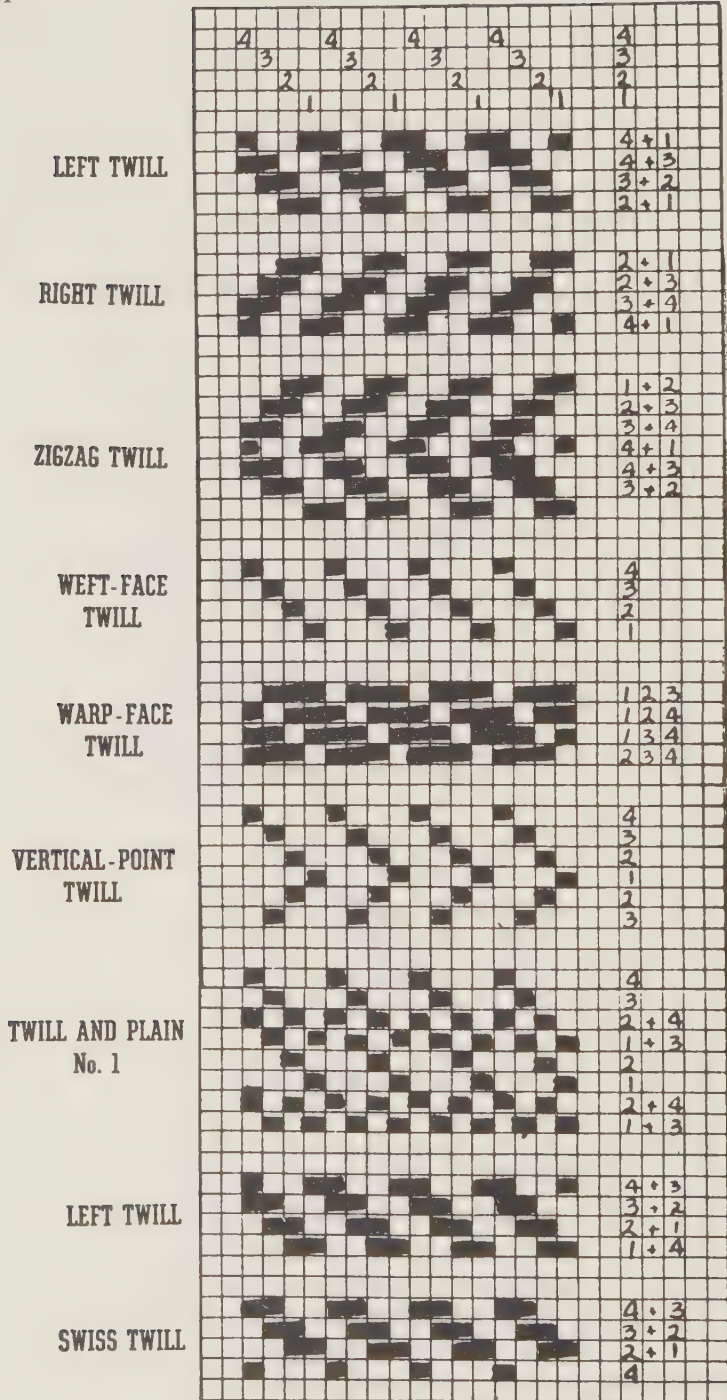 4 4 4 4 4
3 3 3 3 3
2 2 2 2 2
1 1 1 1 1
LEFT TWILL
4 + 1
4 + 3
3 + 2
2 + 1
RIGHT TWILL
2 + 1
2 + 3
3 + 4
4 + 1
ZIGZAG TWILL
1 + 2
2 + 3
3 + 4
4 + 1
4 + 3
3 + 2
WEFT-FACE
TWILL
4
3
2
1
WARP-FACE
TWILL
1 2 3
1 2 4
1 3 4
2 3 4
VERTICAL-POINT
TWILL
4
3
2
1
2
3
TWILL AND PLAIN
No. 1
4
3
2 + 4
1 + 3
2
1
2 + 4
1 + 3
LEFT TWILL
4 + 3
3 + 2
2 + 1
1 + 4
SWISS TWILL
4 + 3
3 + 2
2 + 1
4